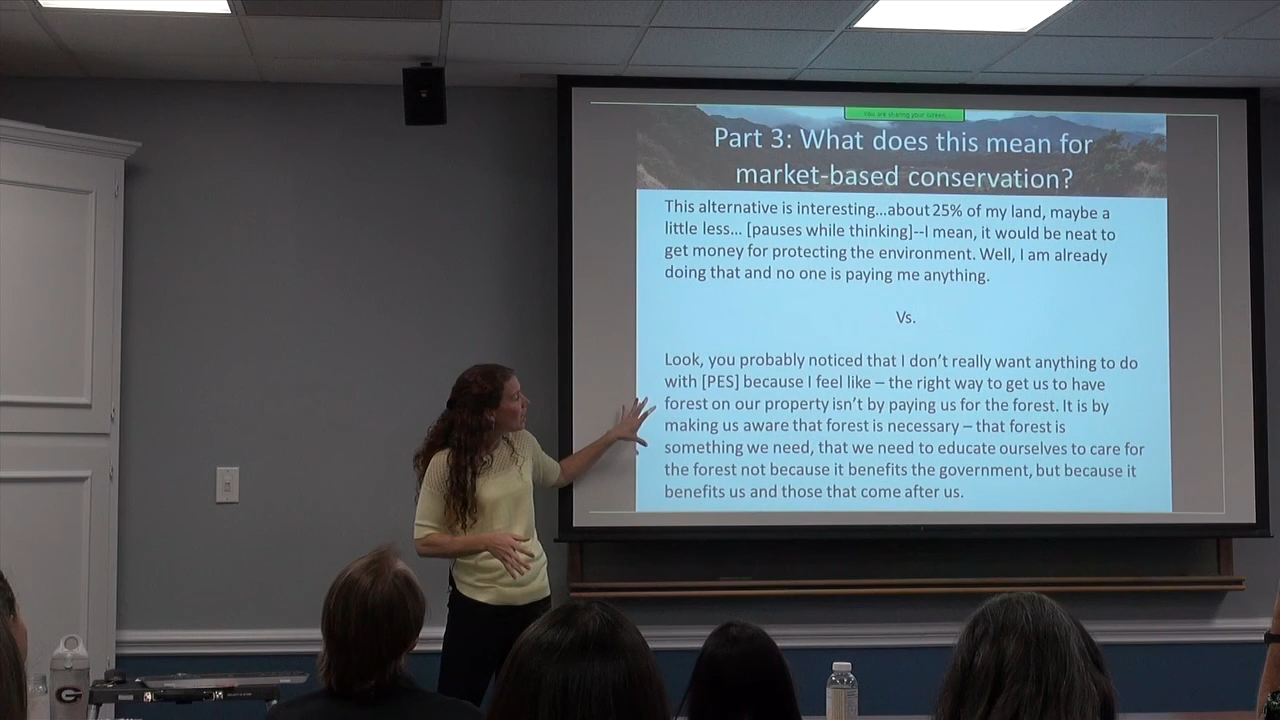 You are sharing your screen
Part 3: What does this mean for
market-based conservation?
This alternative is interesting...about 25% of my land, maybe a
little less... [pauses while thinking]--I mean, it would be neat to
get money for protecting the environment. Well, I am already
doing that and no one is paying me anything.
Vs.
Look, you probably noticed that I don't really want anything to do
with [PES] because I feel like – the right way to get us to have
forest on our property isn't by paying us for the forest. It is by
making us aware that forest is necessary – that forest is
something we need, that we need to educate ourselves to care for
the forest not because it benefits the government, but because it
benefits us and those that come after us.
G